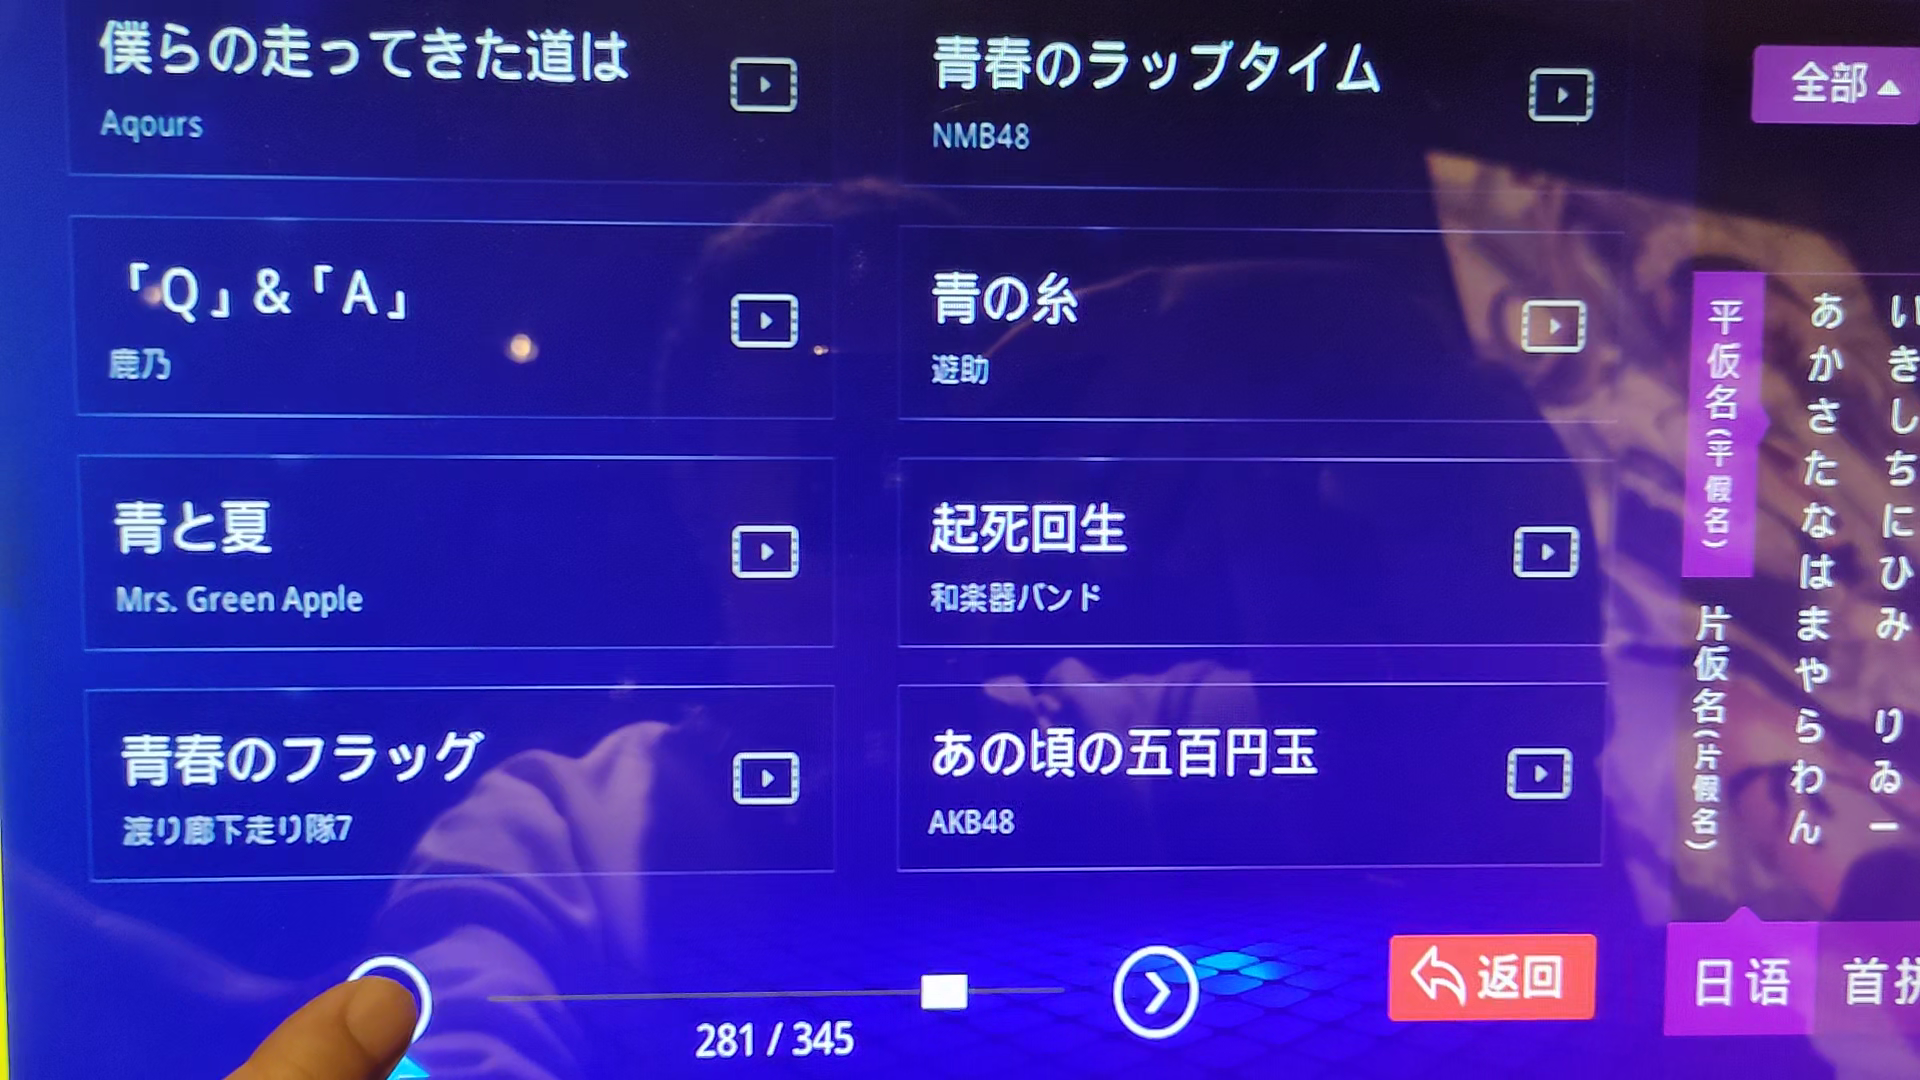 僕らの走ってきた道は
Aqours
青春のラップタイム
NMB48
全部▲
「Q」&「A」
鹿乃
青の糸
遊助
青と夏
Mrs. Green Apple
起死回生
和楽器バンド
青春のフラッグ
渡り廊下走り隊7
あの頃の五百円玉
AKB48
平仮名(平假名)
片仮名(片假名)
あかさたなはまやらわん
いきしちにひみ りゐー
281 / 345
返回
日语
首拼